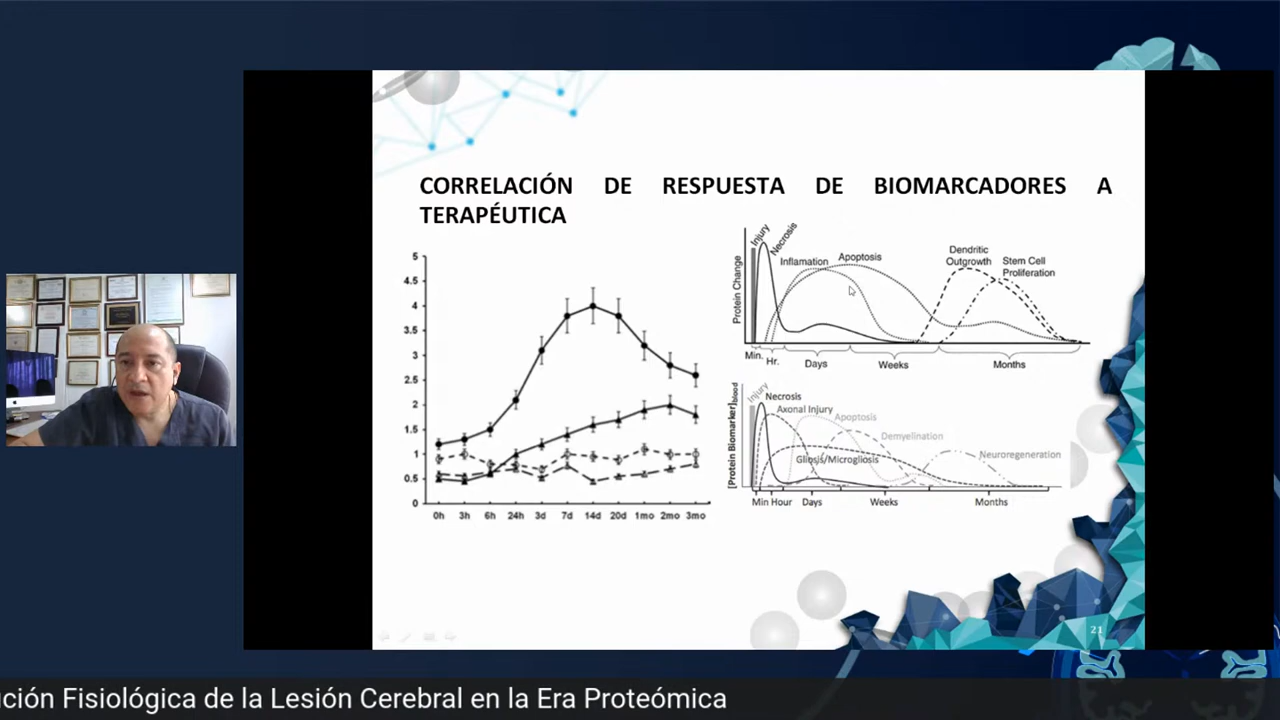 CORRELACIÓN DE RESPUESTA DE BIOMARCADORES A
TERAPÉUTICA
5
4.5
4
3.5
3
2.5
2
1.5
1
0.5
0
0h 3h 6h 24h 3d 7d 14d 20d 1mo 2mo 3mo
Protein Change
Injury
Necrosis
Inflamation
Apoptosis
Dendritic
Outgrowth
Stem Cell
Proliferation
Min. Hr. Days Weeks Months
[Protein Biomarker]blood
Injury
Necrosis
Axonal Injury
Apoptosis
Demyelination
Gliosis/Microgliosis
Neuroregeneration
Min Hour Days Weeks Months
21
ción Fisiológica de la Lesión Cerebral en la Era Proteómica